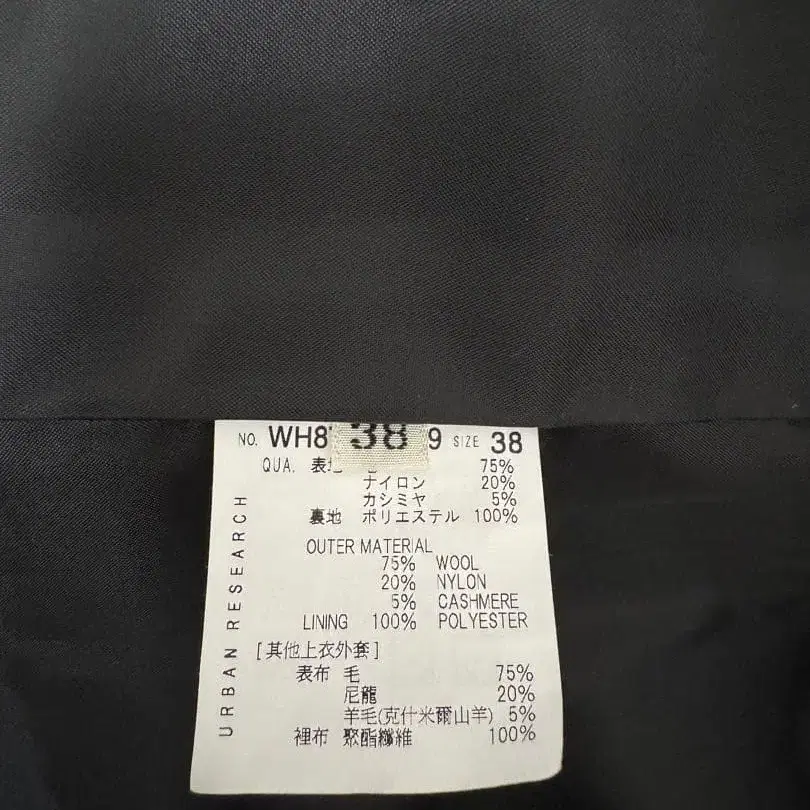 NO. WH8 38 9 SIZE 38
QUA. 表地 75%
ナイロン 20%
カシミヤ 5%
裏地 ポリエステル 100%
OUTER MATERIAL
75% WOOL
20% NYLON
5% CASHMERE
LINING 100% POLYESTER
[其他上衣外套]
表布 毛 75%
尼龍 20%
羊毛(克什米爾山羊) 5%
裡布 聚酯纖維 100%
URBAN RESEARCH